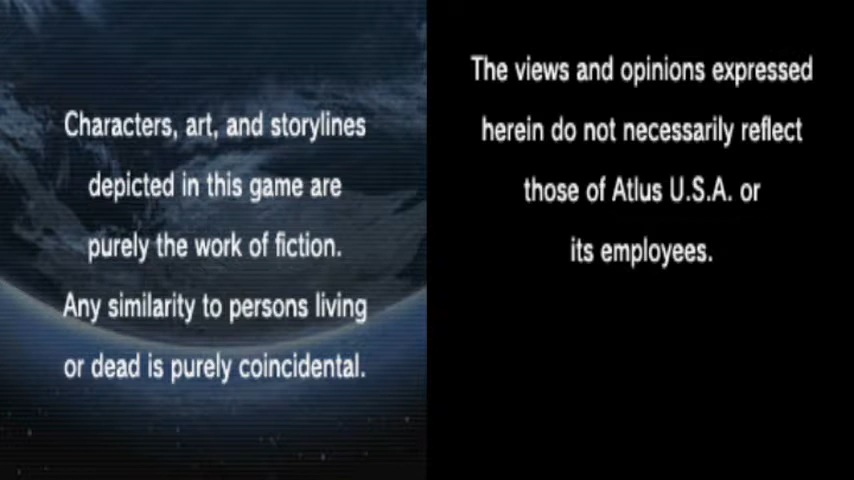 Characters, art, and storylines
depicted in this game are
purely the work of fiction.
Any similarity to persons living
or dead is purely coincidental.
The views and opinions expressed
herein do not necessarily reflect
those of Atlus U.S.A. or
its employees.